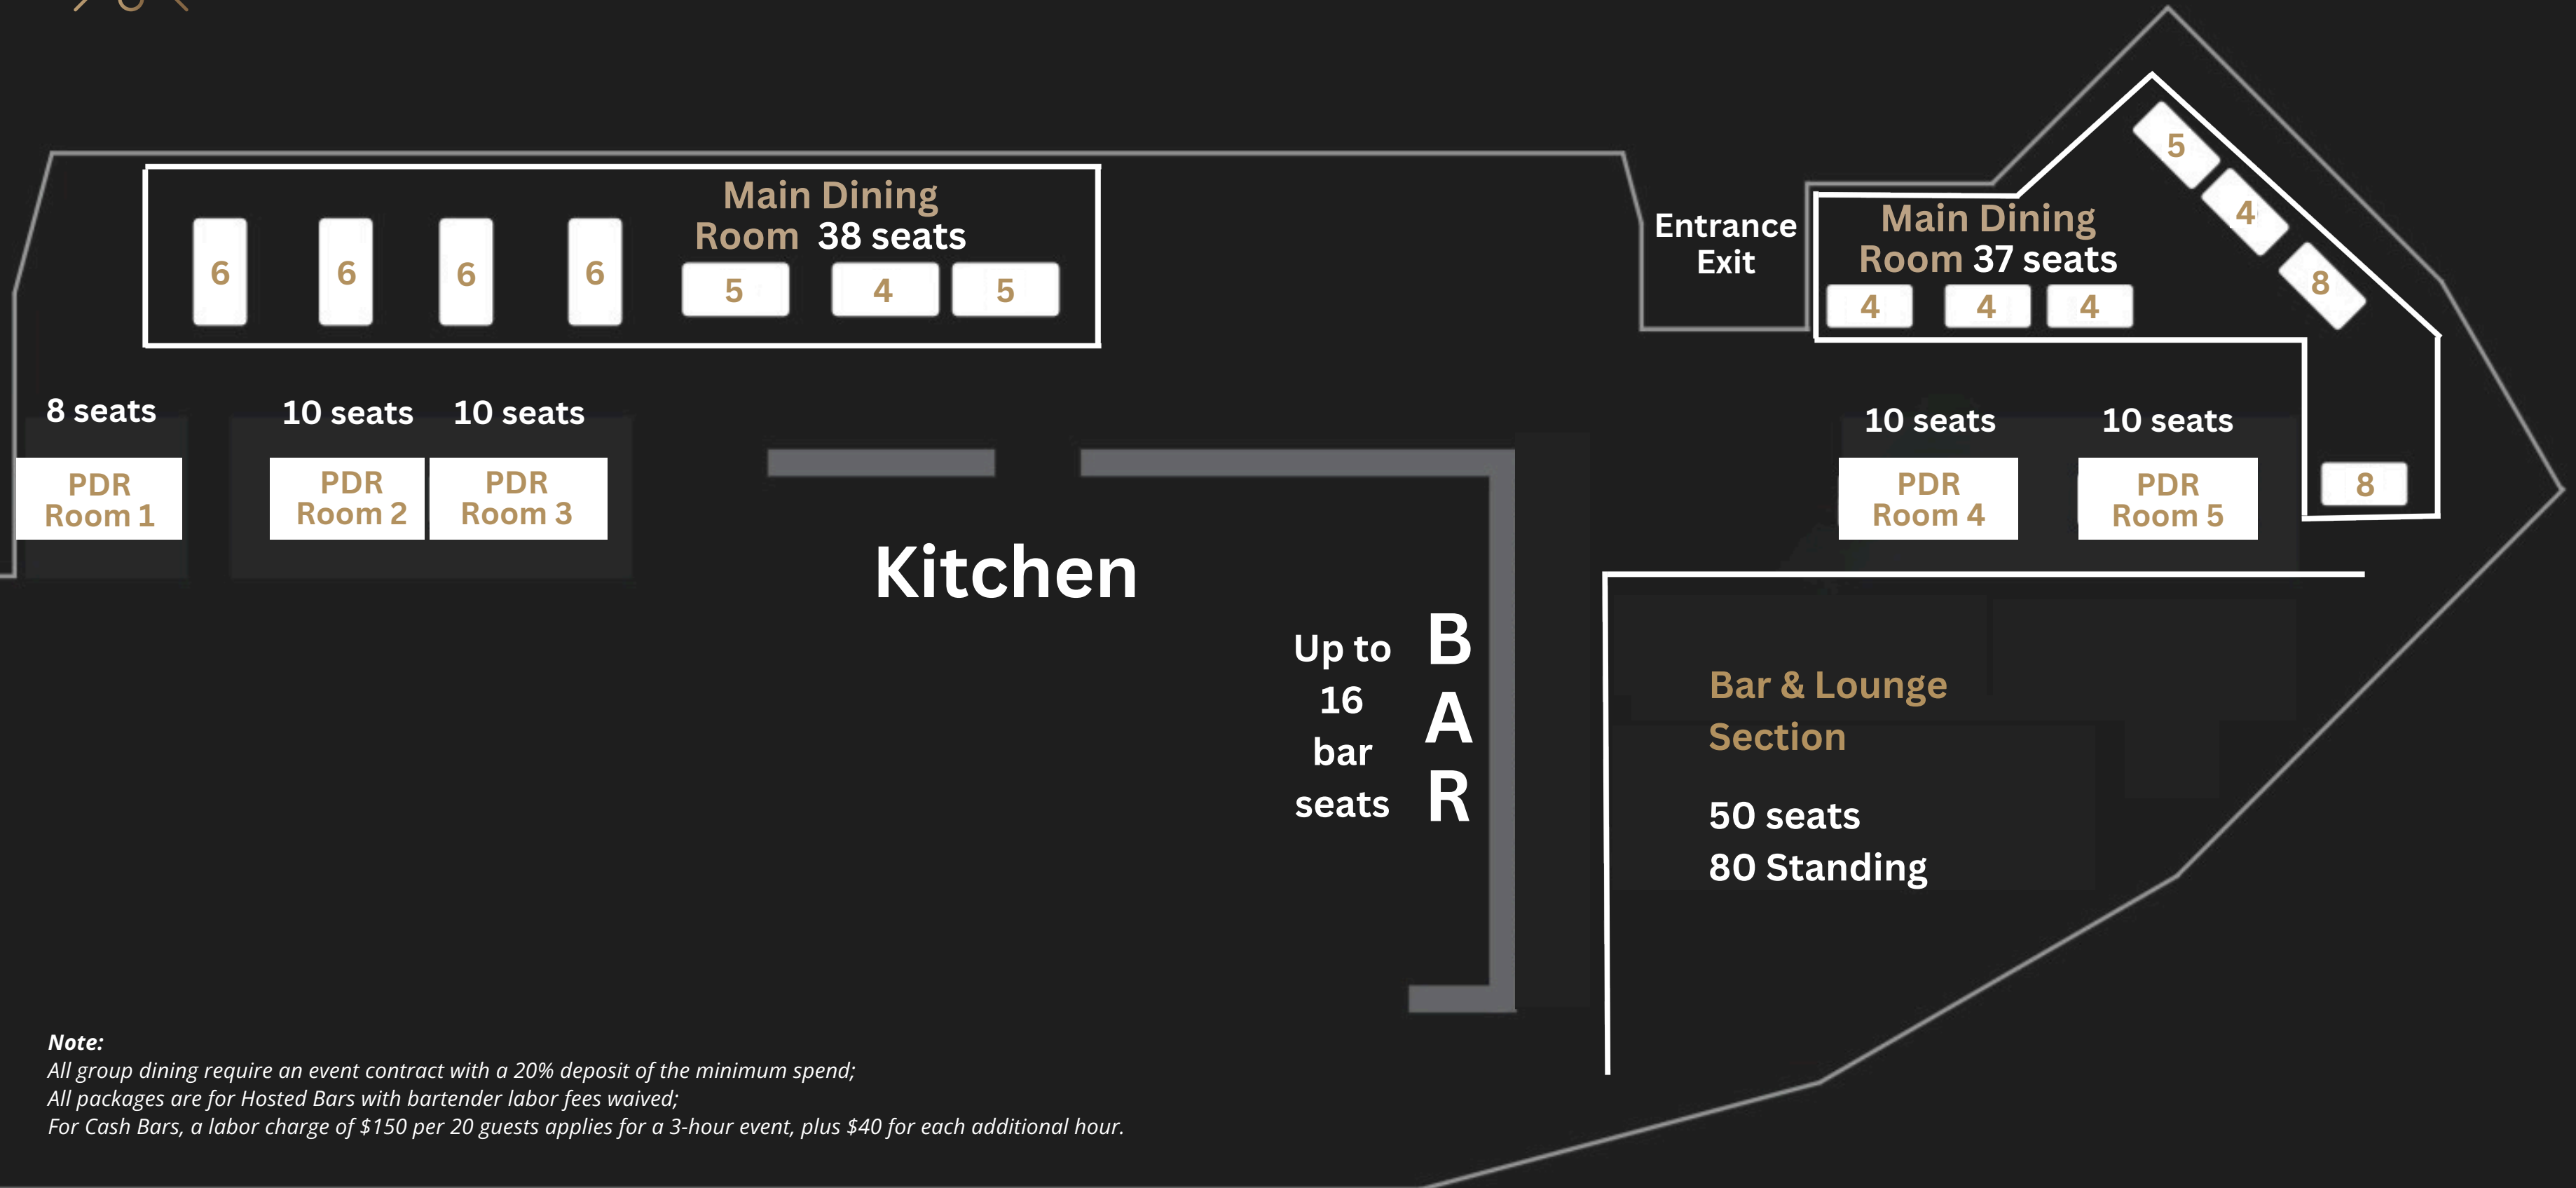 Main Dining
Room 38 seats
6
6
6
6
5
4
5
Entrance
Exit
Main Dining
Room 37 seats
4
4
4
5
4
8
8
8 seats
PDR
Room 1
10 seats
PDR
Room 2
10 seats
PDR
Room 3
10 seats
PDR
Room 4
10 seats
PDR
Room 5
Kitchen
Up to
16
bar
seats
B
A
R
Bar & Lounge
Section
50 seats
80 Standing
Note:
All group dining require an event contract with a 20% deposit of the minimum spend;
All packages are for Hosted Bars with bartender labor fees waived;
For Cash Bars, a labor charge of $150 per 20 guests applies for a 3-hour event, plus $40 for each additional hour.